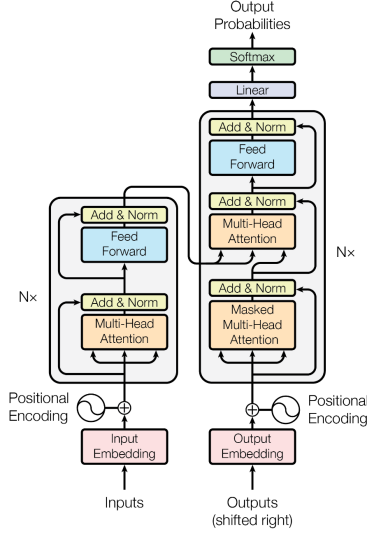 Output
Probabilities
Softmax
Linear
Add & Norm
Feed
Forward
Add & Norm
Multi-Head
Attention
Add & Norm
Masked
Multi-Head
Attention
N×
Add & Norm
Feed
Forward
Add & Norm
Multi-Head
Attention
N×
Positional
Encoding
Positional
Encoding
Input
Embedding
Output
Embedding
Inputs
Outputs
(shifted right)